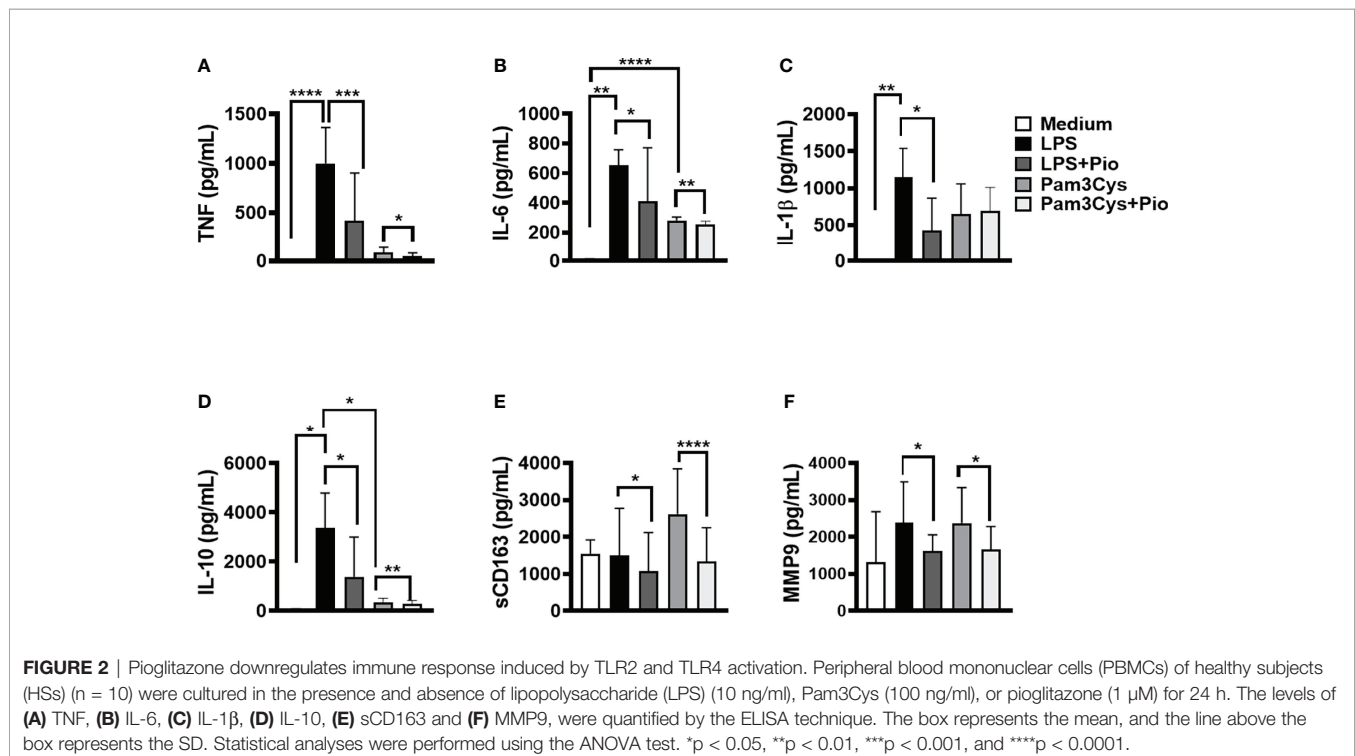 A
**** ***
*
TNF (pg/mL)
1500
1000
500
0
B
****
**
*
**
IL-6 (pg/mL)
1000
800
600
400
200
0
C
**
*
IL-1β (pg/mL)
2000
1500
1000
500
0
Medium
LPS
LPS+Pio
Pam3Cys
Pam3Cys+Pio
D
*
*
*
**
IL-10 (pg/mL)
6000
4000
2000
0
E
****
*
sCD163 (pg/mL)
4000
3000
2000
1000
0
F
*
*
MMP9 (pg/mL)
4000
3000
2000
1000
0
FIGURE 2 | Pioglitazone downregulates immune response induced by TLR2 and TLR4 activation. Peripheral blood mononuclear cells (PBMCs) of healthy subjects
(HSs) (n = 10) were cultured in the presence and absence of lipopolysaccharide (LPS) (10 ng/ml), Pam3Cys (100 ng/ml), or pioglitazone (1 µM) for 24 h. The levels of
(A) TNF, (B) IL-6, (C) IL-1β, (D) IL-10, (E) sCD163 and (F) MMP9, were quantified by the ELISA technique. The box represents the mean, and the line above the
box represents the SD. Statistical analyses were performed using the ANOVA test. *p < 0.05, **p < 0.01, ***p < 0.001, and ****p < 0.0001.